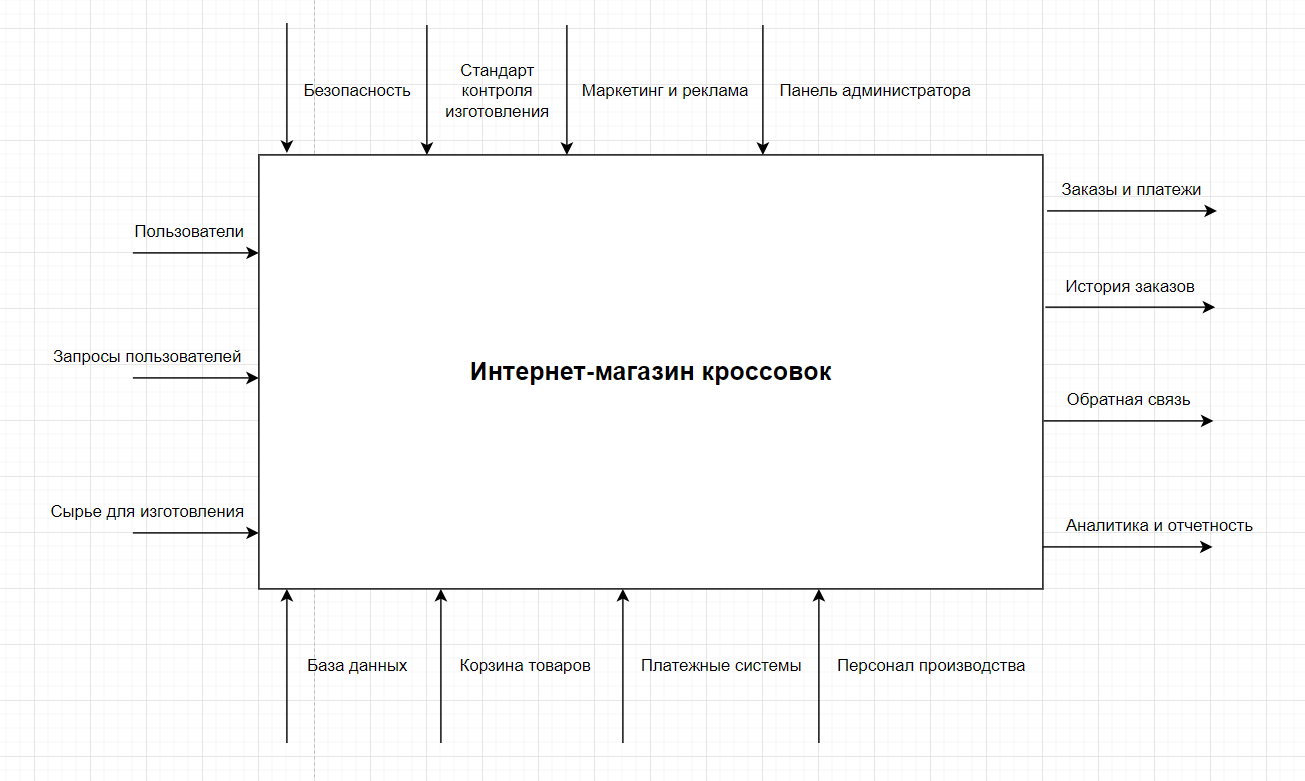 Безопасность
Стандарт
контроля
изготовления
Маркетинг и реклама
Панель администратора
Пользователи
Запросы пользователей
Сырье для изготовления
Интернет-магазин кроссовок
Заказы и платежи
История заказов
Обратная связь
Аналитика и отчетность
База данных
Корзина товаров
Платежные системы
Персонал производства